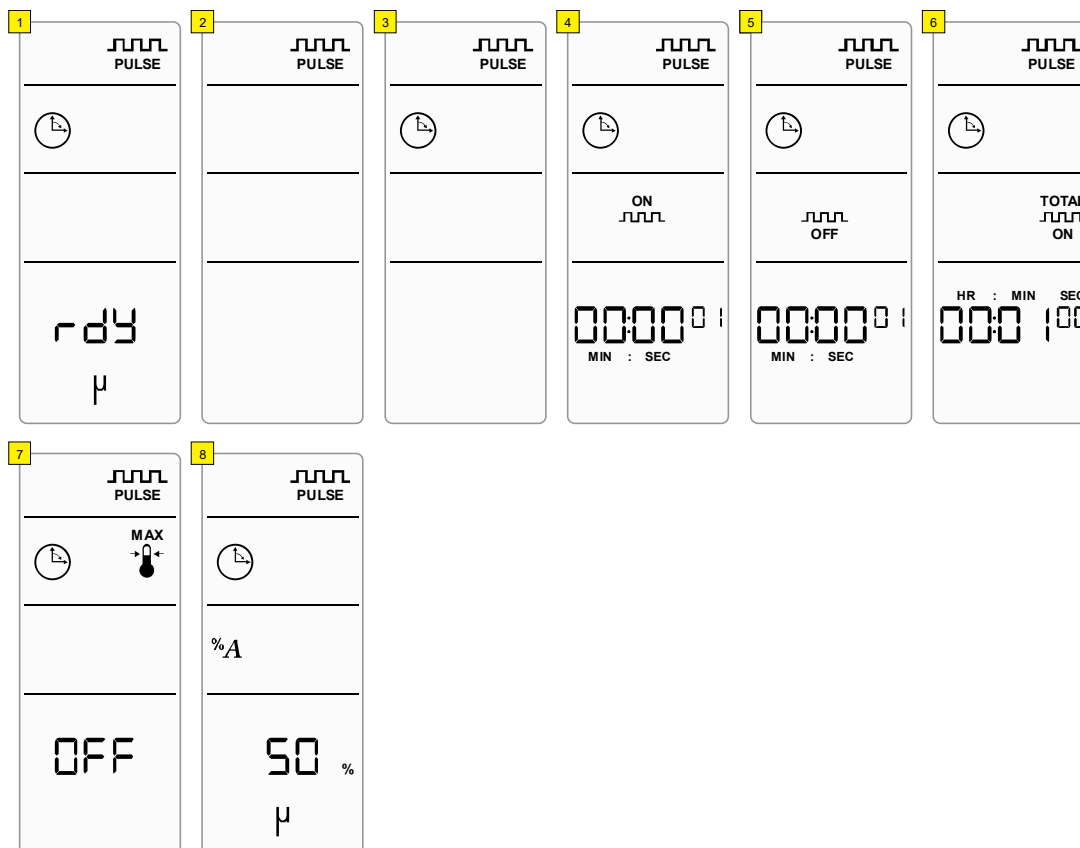 1
PULSE
rdY
µ
2
PULSE
3
PULSE
4
PULSE
ON
00:00 01
MIN : SEC
5
PULSE
OFF
00:00 01
MIN : SEC
6
PULSE
ON
HR : MIN
00:01
7
PULSE
MAX
OFF
8
PULSE
%A
50 %
µ